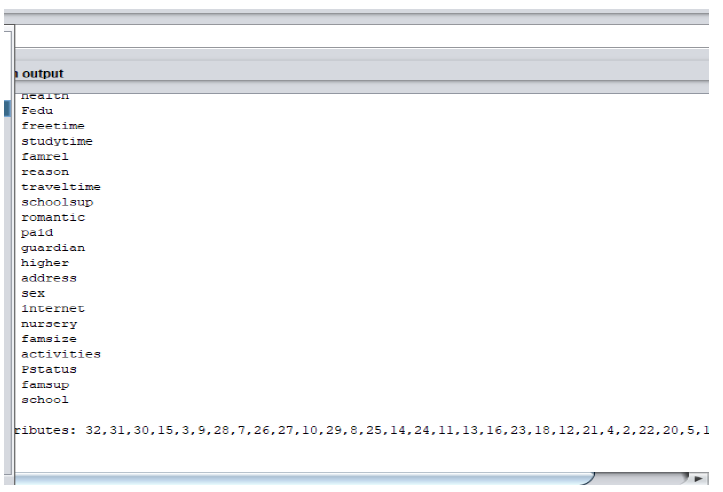 output
health
Fedu
freetime
studytime
famrel
reason
traveltime
schoolsup
romantic
paid
guardian
higher
address
sex
internet
nursery
famsize
activities
Pstatus
famsup
school
ributes: 32,31,30,15,3,9,28,7,26,27,10,29,8,25,14,24,11,13,16,23,18,12,21,4,2,22,20,5,1